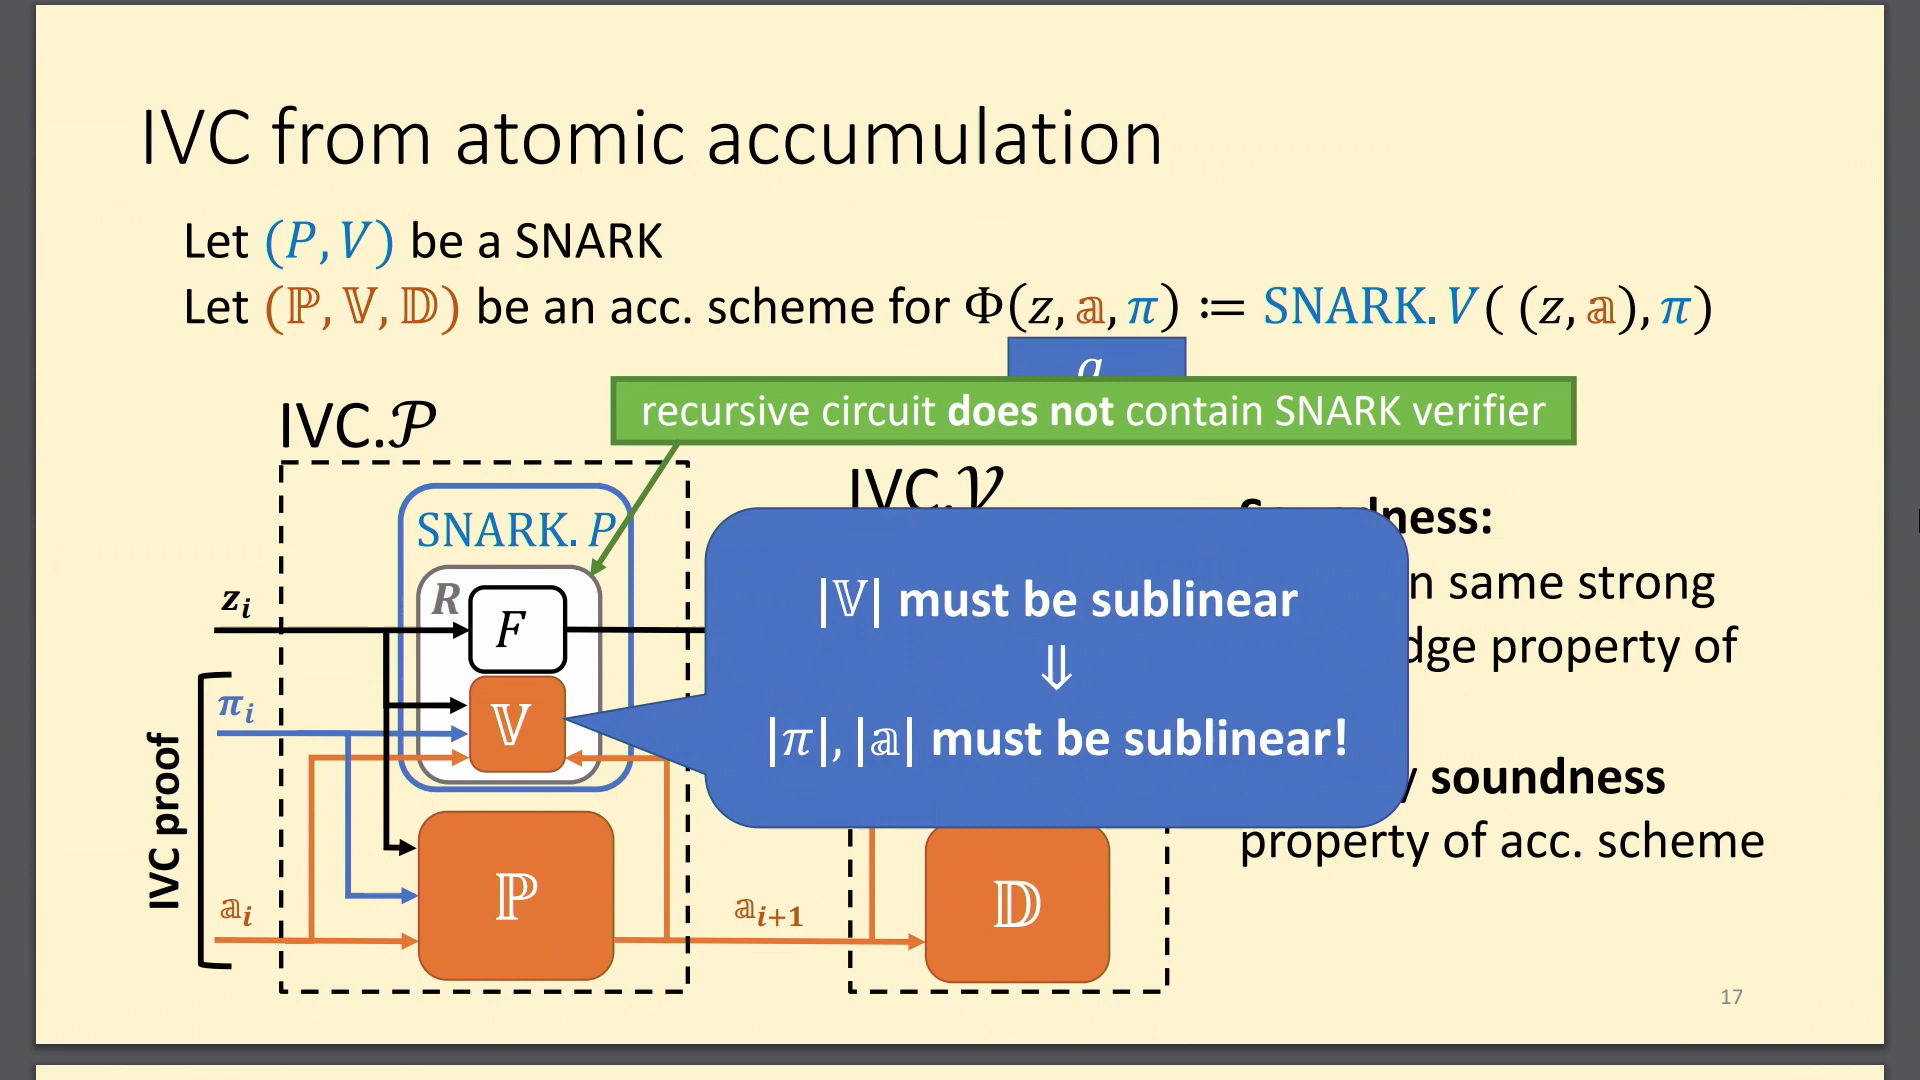 IVC from atomic accumulation
Let (P, V) be a SNARK
Let (ℙ, 𝕍, 𝔻) be an acc. scheme for Φ(z, 𝕒, π) ≔ SNARK. V( (z, 𝕒), π)
recursive circuit does not contain SNARK verifier
IVC.𝒫
IVC.𝒱
SNARK. P
R
F
z_i
π_i
𝕍
IVC proof
𝕒_i
ℙ
𝕒_{i+1}
𝔻
|𝕍| must be sublinear
⇓
|π|, |𝕒| must be sublinear!
same strong
property of
soundness
property of acc. scheme
17